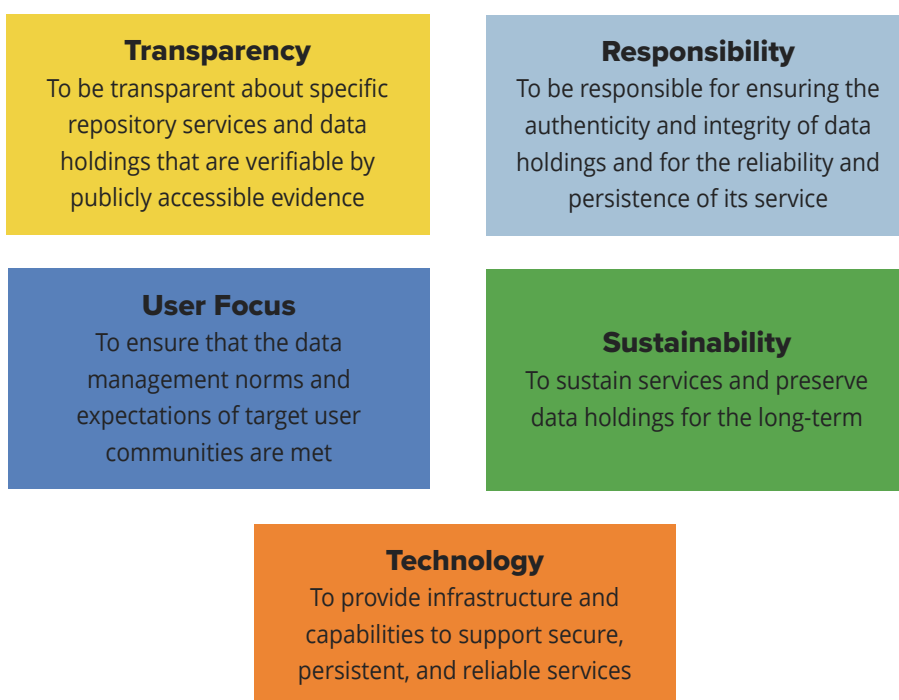 Transparency
To be transparent about specific
repository services and data
holdings that are verifiable by
publicly accessible evidence
Responsibility
To be responsible for ensuring the
authenticity and integrity of data
holdings and for the reliability and
persistence of its service
User Focus
To ensure that the data
management norms and
expectations of target user
communities are met
Sustainability
To sustain services and preserve
data holdings for the long-term
Technology
To provide infrastructure and
capabilities to support secure,
persistent, and reliable services